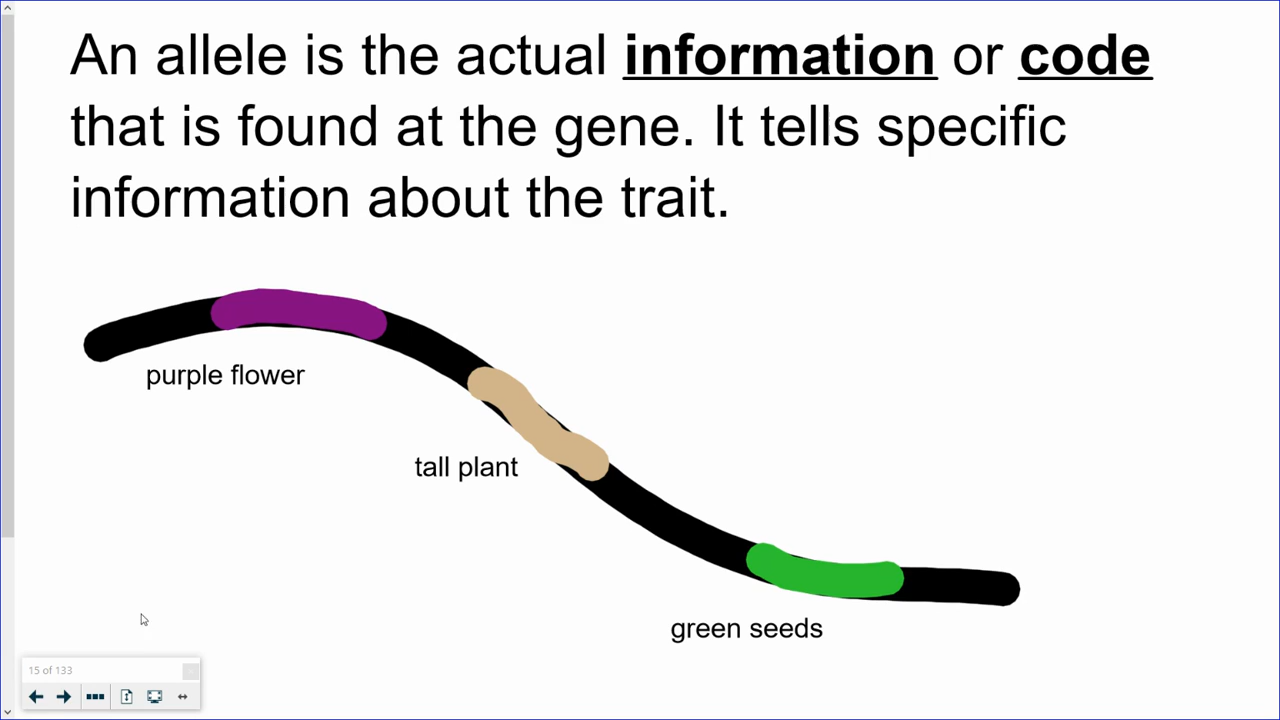 An allele is the actual information or code
that is found at the gene. It tells specific
information about the trait.
purple flower
tall plant
green seeds
15 of 133